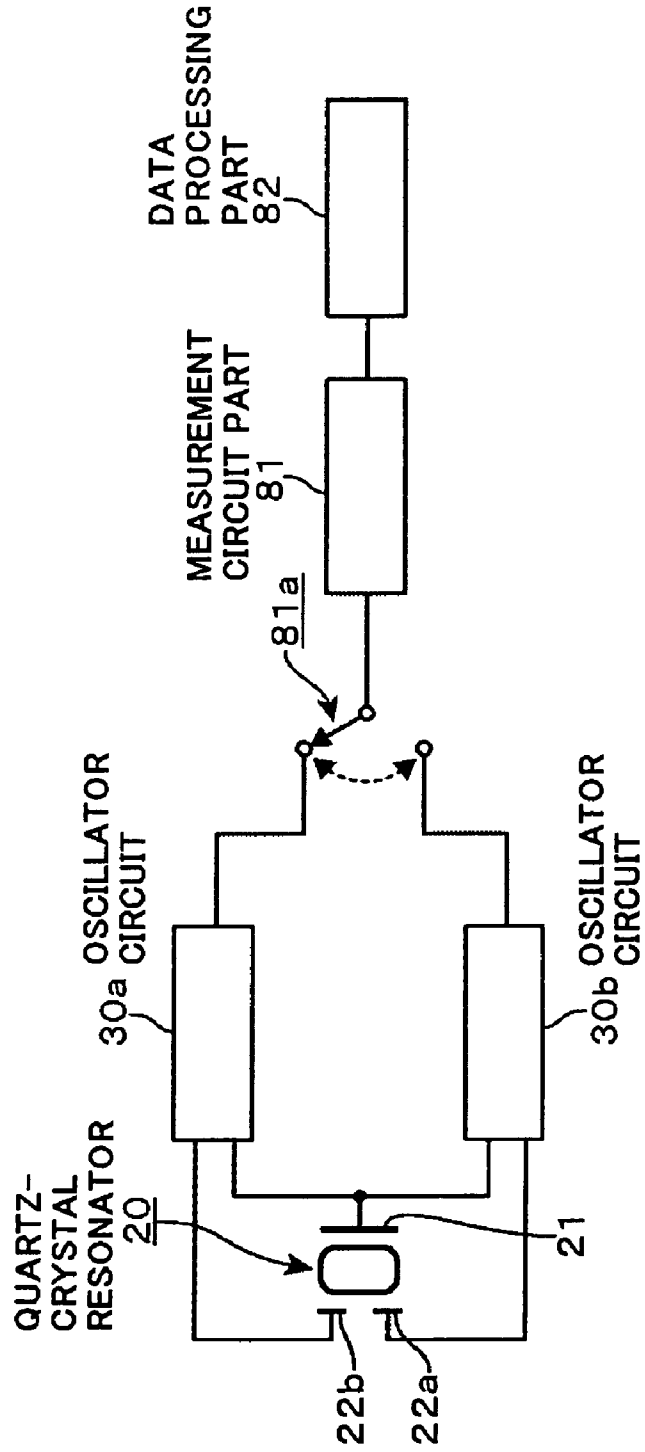 QUARTZ-
CRYSTAL
RESONATOR
20
22b
22a
21
30a
OSCILLATOR
CIRCUIT
30b
OSCILLATOR
CIRCUIT
81a
MEASUREMENT
CIRCUIT PART
81
DATA
PROCESSING
PART
82